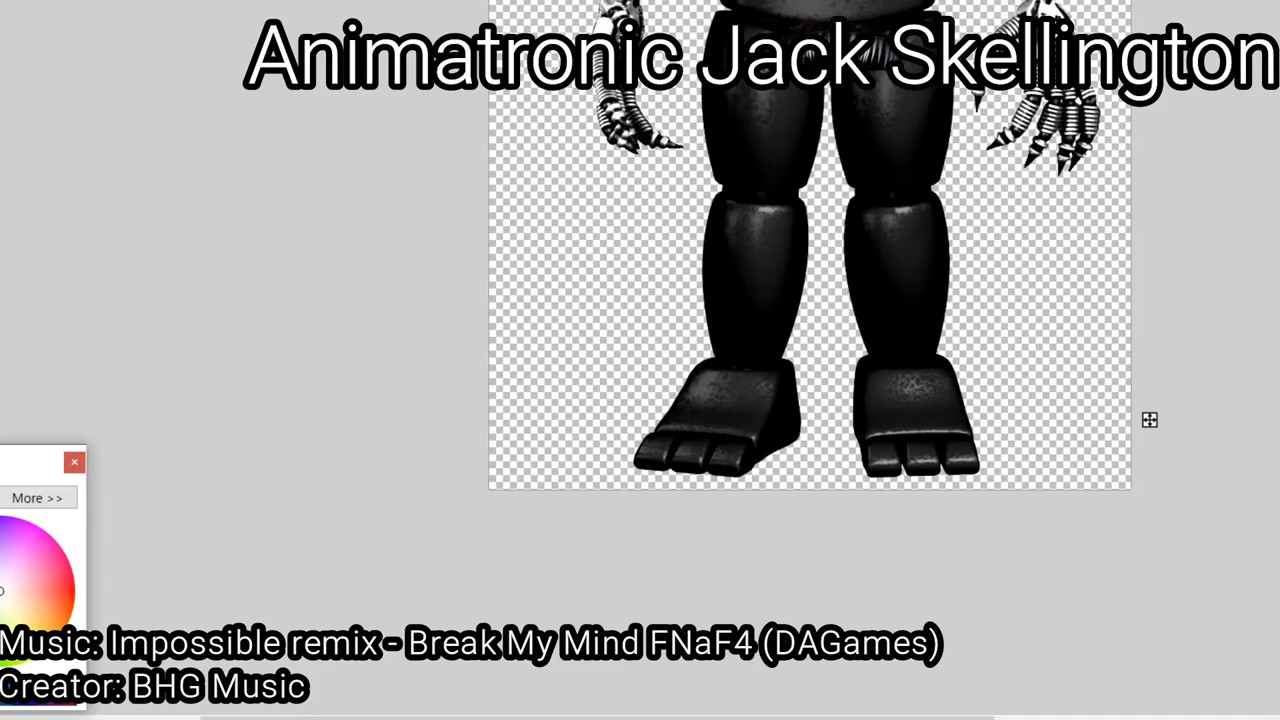 Animatronic Jack Skellington
More >>
Music: Impossible remix - Break My Mind FNaF4 (DAGames)
Creator: BHG Music